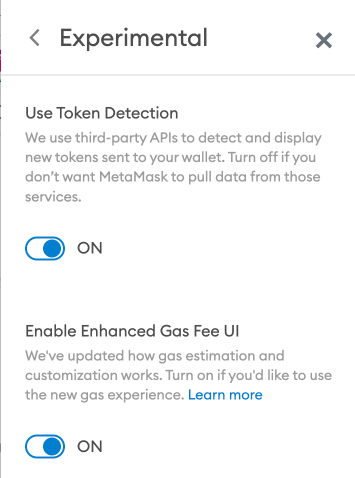 Experimental
Use Token Detection
We use third-party APIs to detect and display
new tokens sent to your wallet. Turn off if you
don’t want MetaMask to pull data from those
services.
ON
Enable Enhanced Gas Fee UI
We've updated how gas estimation and
customization works. Turn on if you'd like to use
the new gas experience. Learn more
ON